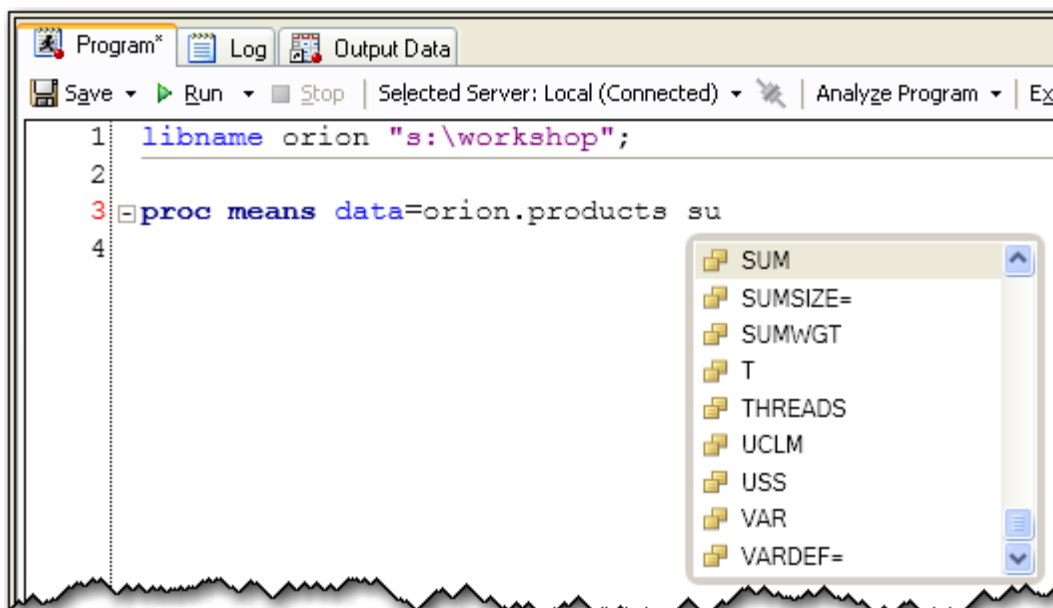 Program* Log Output Data
Save Run Stop Selected Server: Local (Connected) Analyze Program Ex
1 libname orion "s:\workshop";
2
3 proc means data=orion.products su
4
SUM
SUMSIZE=
SUMWGT
T
THREADS
UCLM
USS
VAR
VARDEF=